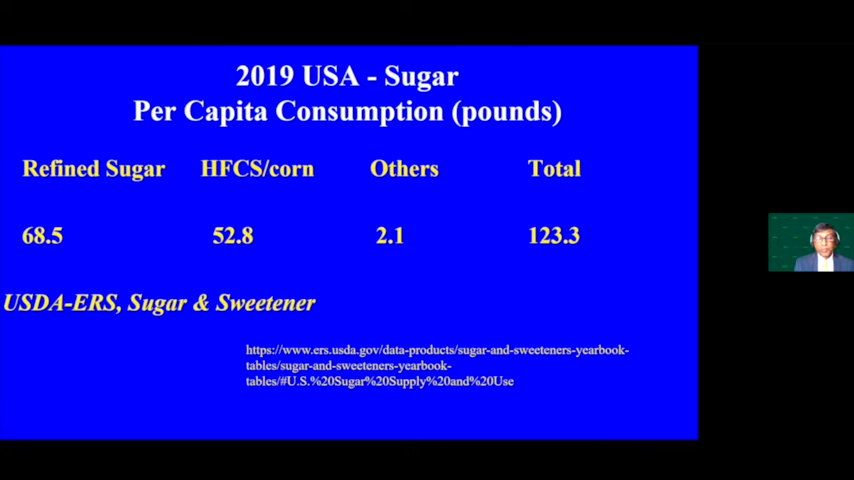 2019 USA - Sugar
Per Capita Consumption (pounds)
Refined Sugar HFCS/corn Others Total
68.5 52.8 2.1 123.3
USDA-ERS, Sugar & Sweetener
https://www.ers.usda.gov/data-products/sugar-and-sweeteners-yearbook-
tables/sugar-and-sweeteners-yearbook-
tables/#U.S.%20Sugar%20Supply%20and%20Use